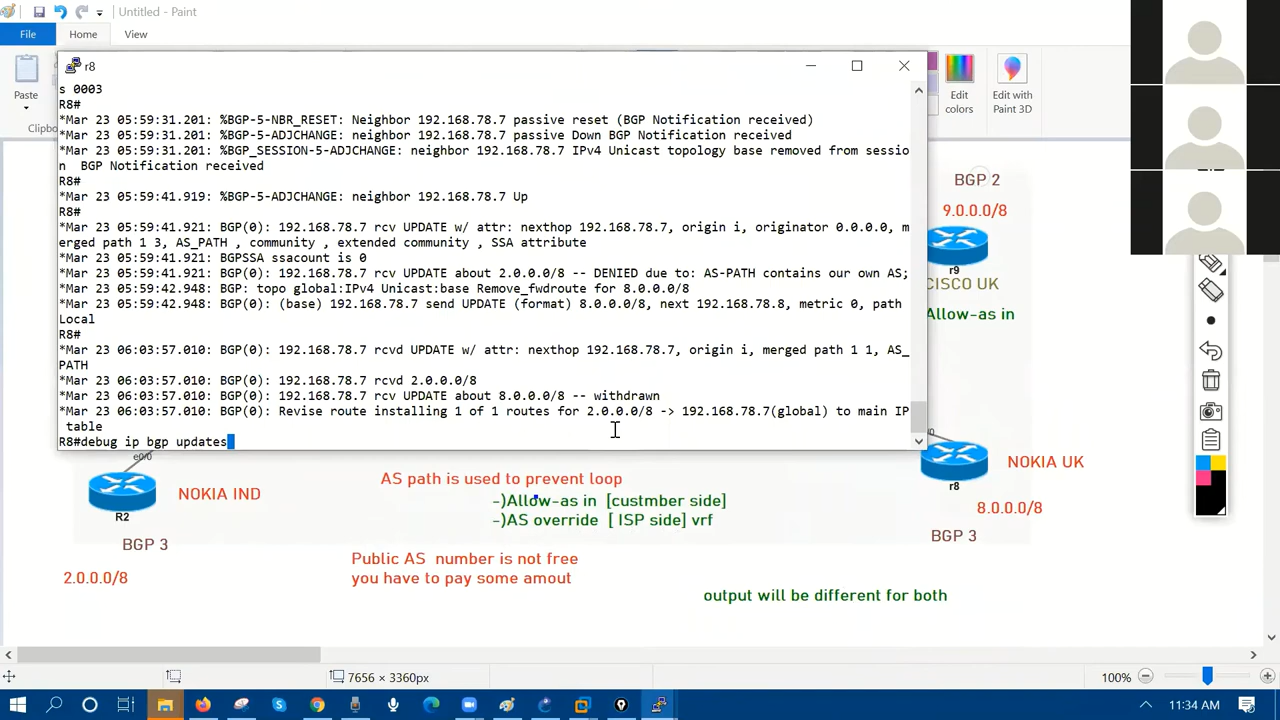 Untitled - Paint
File
Home
View
Paste
Clipbo
Edit
colors
Edit with
Paint 3D
r8
s 0003
R8#
*Mar 23 05:59:31.201: %BGP-5-NBR_RESET: Neighbor 192.168.78.7 passive reset (BGP Notification received)
*Mar 23 05:59:31.201: %BGP-5-ADJCHANGE: neighbor 192.168.78.7 passive Down BGP Notification received
*Mar 23 05:59:31.201: %BGP_SESSION-5-ADJCHANGE: neighbor 192.168.78.7 IPv4 Unicast topology base removed from sessio
n  BGP Notification received
R8#
*Mar 23 05:59:41.919: %BGP-5-ADJCHANGE: neighbor 192.168.78.7 Up
R8#
*Mar 23 05:59:41.921: BGP(0): 192.168.78.7 rcv UPDATE w/ attr: nexthop 192.168.78.7, origin i, originator 0.0.0.0, m
erged path 1 3, AS_PATH , community , extended community , SSA attribute
*Mar 23 05:59:41.921: BGPSSA ssacount is 0
*Mar 23 05:59:41.921: BGP(0): 192.168.78.7 rcv UPDATE about 2.0.0.0/8 -- DENIED due to: AS-PATH contains our own AS;
*Mar 23 05:59:42.948: BGP: topo global:IPv4 Unicast:base Remove_fwdroute for 8.0.0.0/8
*Mar 23 05:59:42.948: BGP(0): (base) 192.168.78.7 send UPDATE (format) 8.0.0.0/8, next 192.168.78.8, metric 0, path
Local
R8#
*Mar 23 06:03:57.010: BGP(0): 192.168.78.7 rcvd UPDATE w/ attr: nexthop 192.168.78.7, origin i, merged path 1 1, AS_
PATH
*Mar 23 06:03:57.010: BGP(0): 192.168.78.7 rcvd 2.0.0.0/8
*Mar 23 06:03:57.010: BGP(0): 192.168.78.7 rcv UPDATE about 8.0.0.0/8 -- withdrawn
*Mar 23 06:03:57.010: BGP(0): Revise route installing 1 of 1 routes for 2.0.0.0/8 -> 192.168.78.7(global) to main IP
table
R8#debug ip bgp updates
BGP 2
9.0.0.0/8
r9
CISCO UK
Allow-as in
e0/0
/0
R2
NOKIA IND
BGP 3
2.0.0.0/8
AS path is used to prevent loop
-)Allow-as in [custmber side]
-)AS override [ ISP side] vrf
Public AS number is not free
you have to pay some amout
NOKIA UK
r8
8.0.0.0/8
BGP 3
output will be different for both
7656 × 3360px
100%
11:34 AM